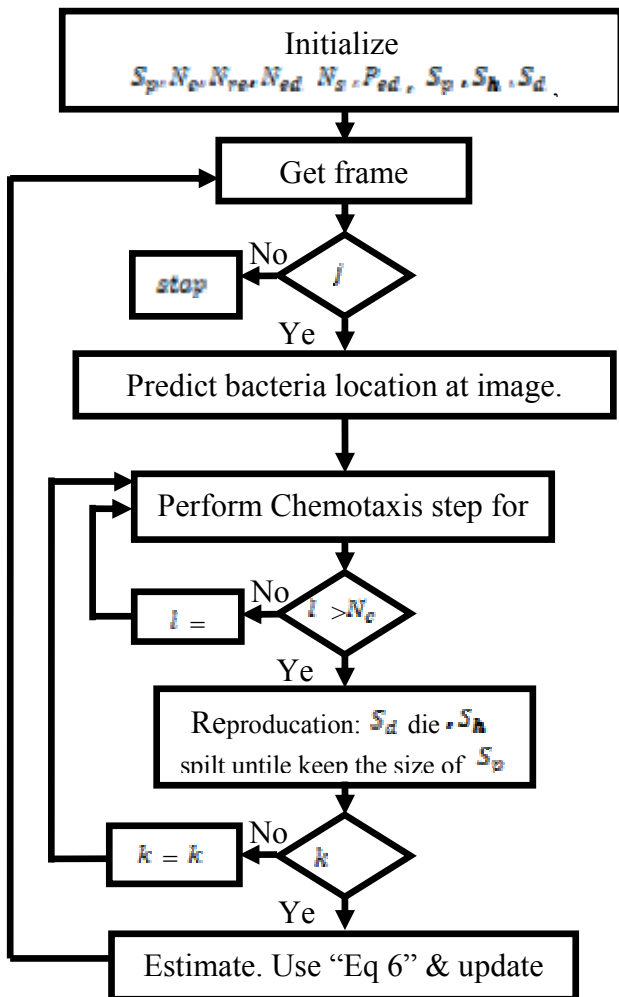 Initialize
S_p, N_c, N_re, N_ed N_s, P_ed, S_p, S_h, S_d,
Get frame
No
j
stop
Ye
Predict bacteria location at image.
Perform Chemotaxis step for
No
l >N_c
l =
Ye
Reproducation: S_d die, S_h
spilt untile keep the size of S_p
No
k = k
k
Ye
Estimate. Use “Eq 6” & update